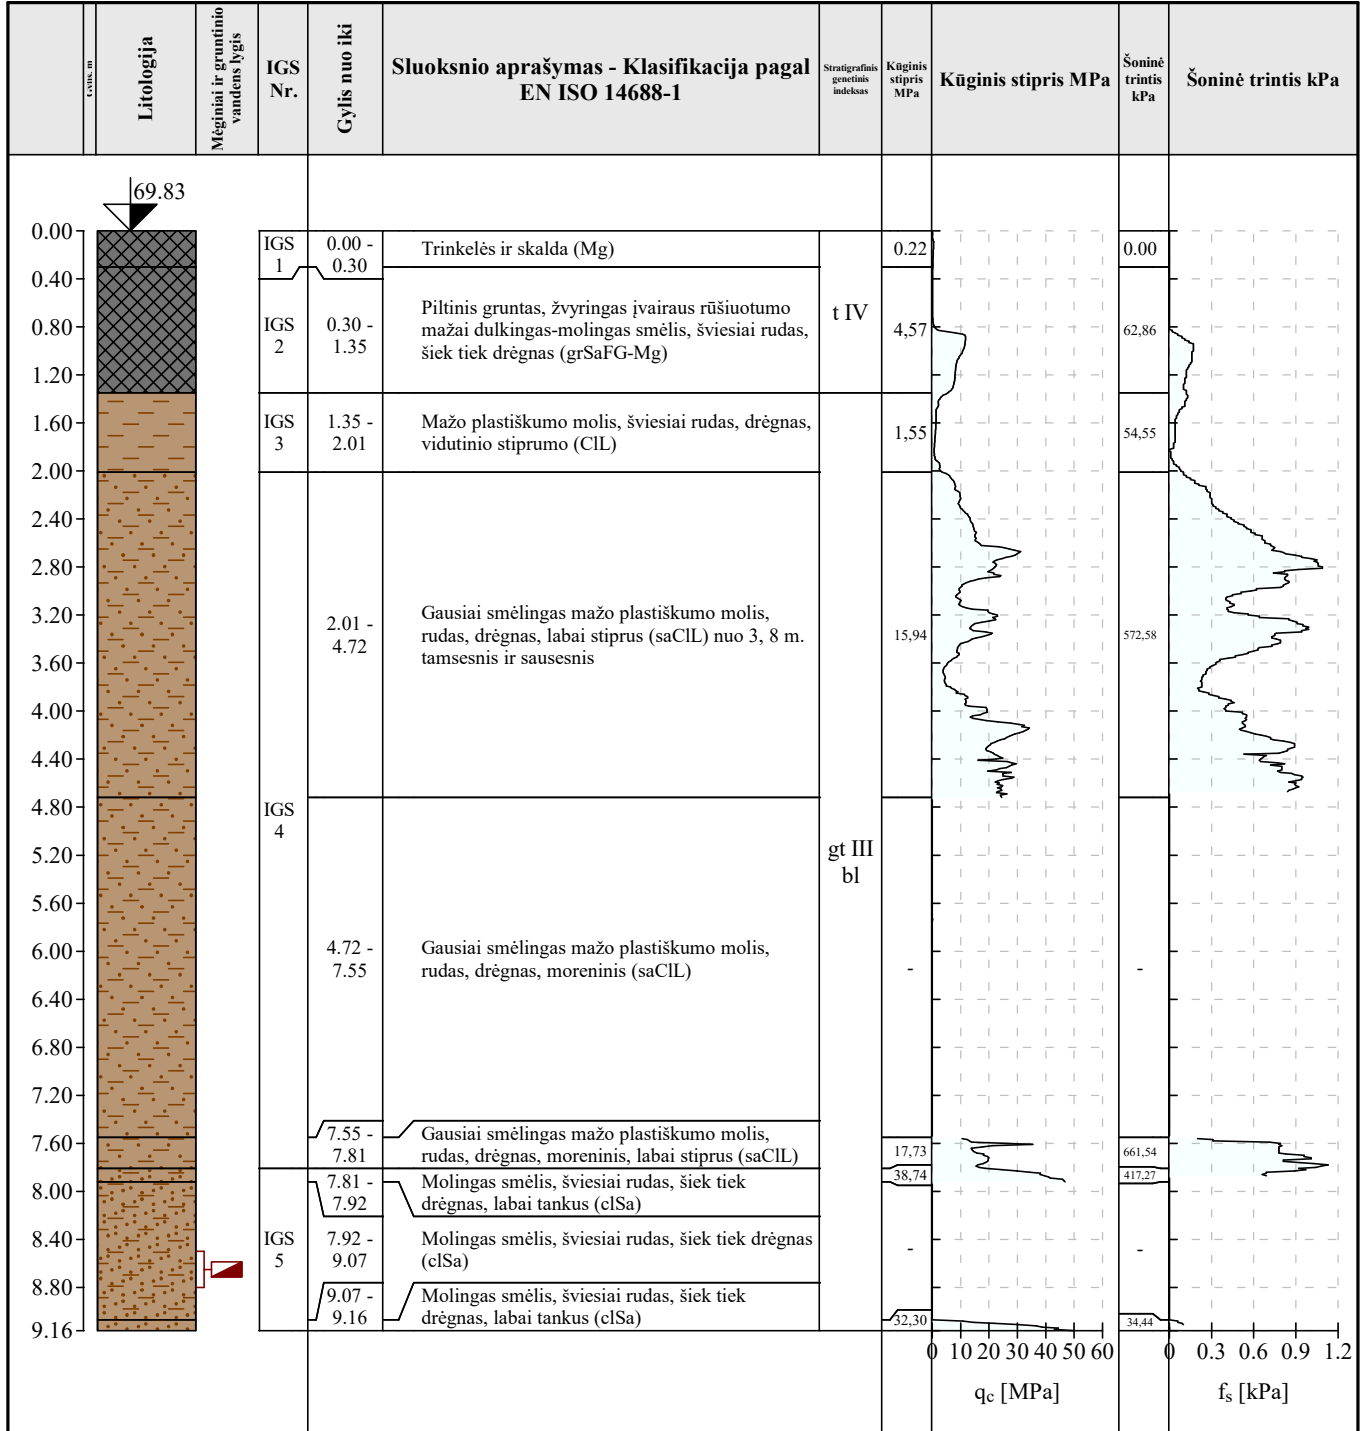 Gylis, m
Litologija
Mėginiai ir gruntinio
vandens lygis
IGS
Nr.
Gylis nuo iki
Sluoksnio aprašymas - Klasifikacija pagal
EN ISO 14688-1
Stratigrafinis
genetinis
indeksas
Kūginis
stipris
MPa
Kūginis stipris MPa
Šoninė
trintis
kPa
Šoninė trintis kPa
69.83
0.00
0.40
0.80
1.20
1.60
2.00
2.40
2.80
3.20
3.60
4.00
4.40
4.80
5.20
5.60
6.00
6.40
6.80
7.20
7.60
8.00
8.40
8.80
9.16
IGS
1
0.00 -
0.30
Trinkelės ir skalda (Mg)
0.22
0.00
IGS
2
0.30 -
1.35
Piltinis gruntas, žvyringas įvairaus rūšiuotumo
mažai dulkingas-molingas smėlis, šviesiai rudas,
šiek tiek drėgnas (grSaFG-Mg)
t IV
4,57
62,86
IGS
3
1.35 -
2.01
Mažo plastiškumo molis, šviesiai rudas, drėgnas,
vidutinio stiprumo (ClL)
1,55
54,55
2.01 -
4.72
Gausiai smėlingas mažo plastiškumo molis,
rudas, drėgnas, labai stiprus (saClL) nuo 3, 8 m.
tamsesnis ir sausesnis
15,94
572,58
IGS
4
gt III
bl
4.72 -
7.55
Gausiai smėlingas mažo plastiškumo molis,
rudas, drėgnas, moreninis (saClL)
-
-
7.55 -
7.81
Gausiai smėlingas mažo plastiškumo molis,
rudas, drėgnas, moreninis, labai stiprus (saClL)
17,73
661,54
7.81 -
7.92
Molingas smėlis, šviesiai rudas, šiek tiek
drėgnas, labai tankus (clSa)
38,74
417,27
IGS
5
7.92 -
9.07
Molingas smėlis, šviesiai rudas, šiek tiek drėgnas
(clSa)
-
-
9.07 -
9.16
Molingas smėlis, šviesiai rudas, šiek tiek
drėgnas, labai tankus (clSa)
32,30
34,44
0 10 20 30 40 50 60
q_c [MPa]
0 0.3 0.6 0.9 1.2
f_s [kPa]